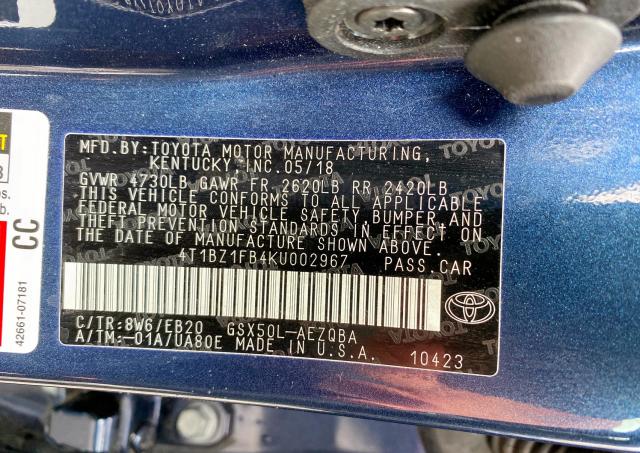 MFD.BY:TOYOTA MOTOR MANUFACTURING,
KENTUCKY,INC.05/18
GVWR 4730LB GAWR FR 2620LB RR 2420LB
THIS VEHICLE CONFORMS TO ALL APPLICABLE
FEDERAL MOTOR VEHICLE SAFETY, BUMPER AND
THEFT PREVENTION STANDARDS IN EFFECT ON
THE DATE OF MANUFACTURE SHOWN ABOVE.
4T1BZ1FB4KU002967 PASS.CAR
C/TR:8W6/EB20 GSX50L-AEZQBA
A/TM:-01A/UA80E MADE IN U.S.A. 10423
CC
42661-07181